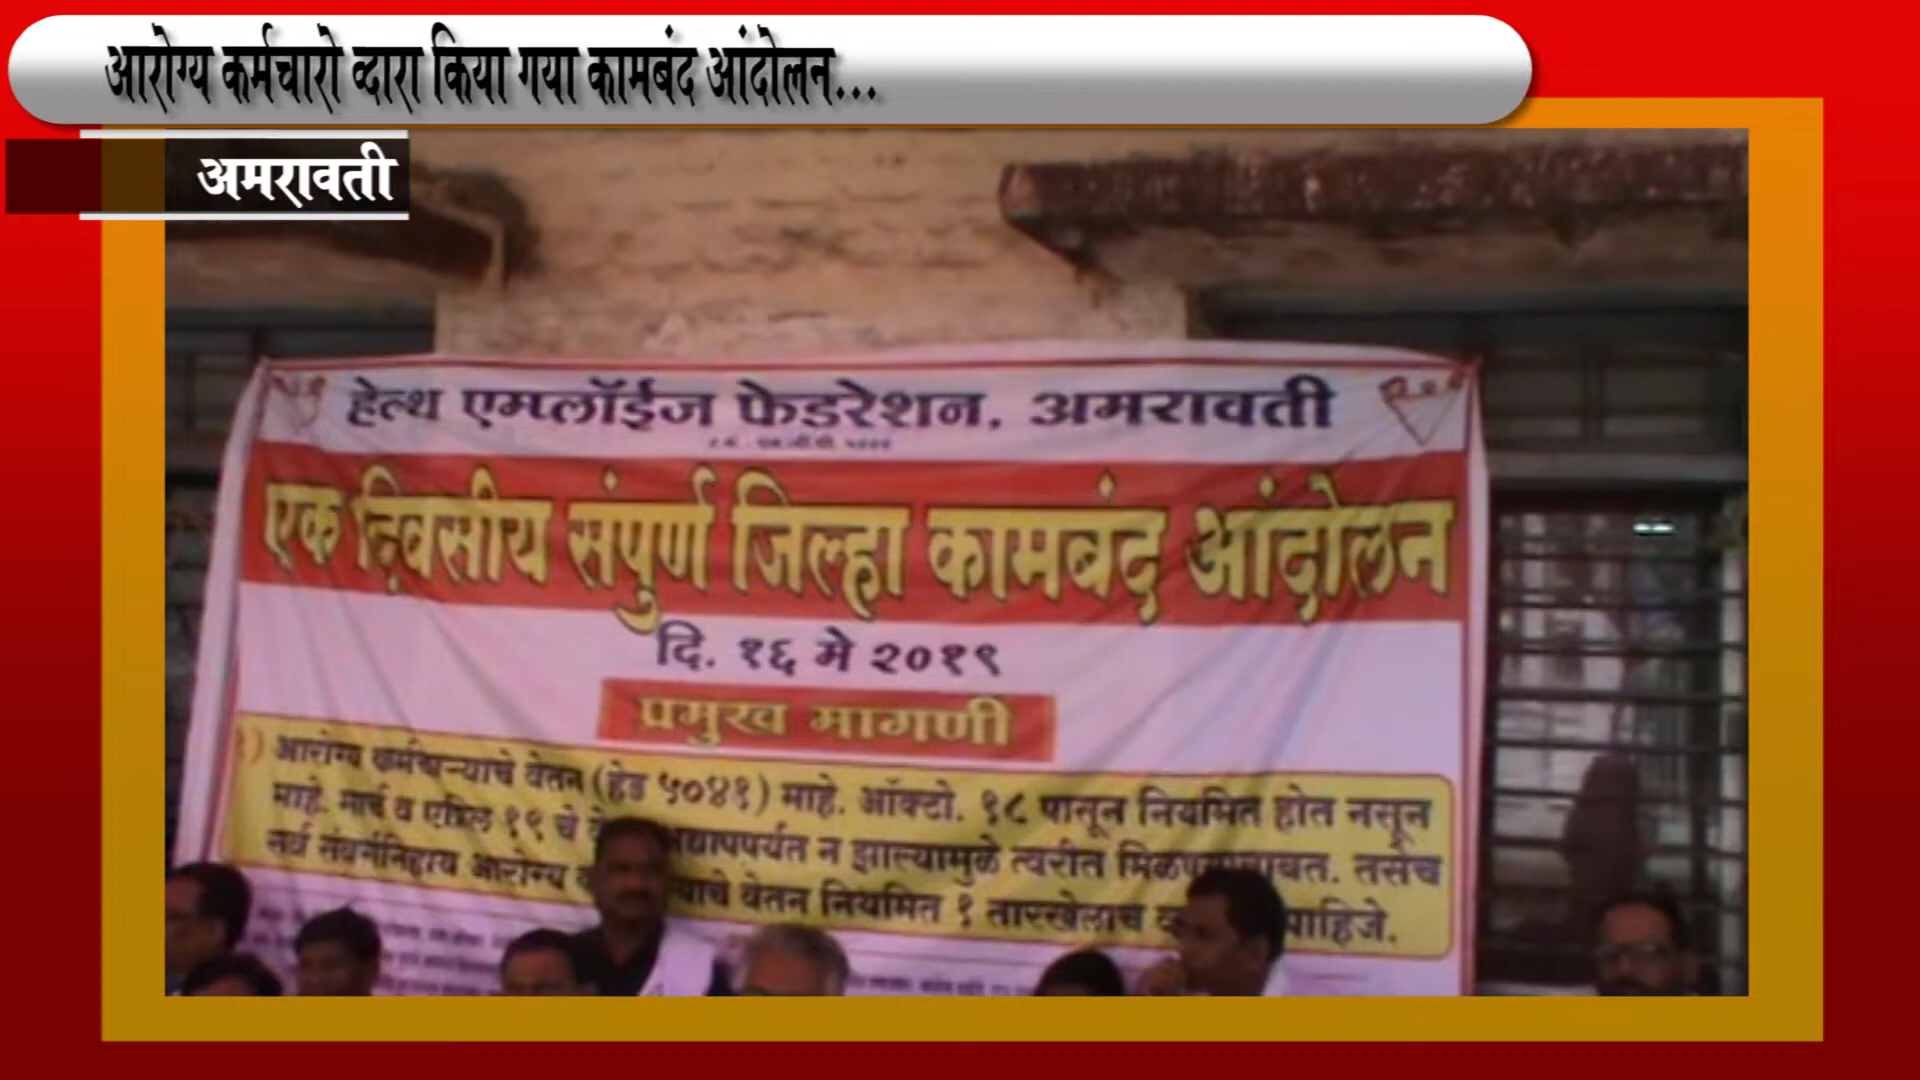 आरोग्य कर्मचारो व्दारा किया गया कामबंद आंदोलन...
अमरावती
हेल्थ एम्प्लॉईज फेडरेशन, अमरावती
एक दिवसीय संपुर्ण जिल्हा कामबंद आंदोलन
दि. १६ मे २०१९
प्रमुख मागणी
आरोग्य कर्मचाऱ्याचे वेतन (हेड ५०४१) माहे. ऑक्टो. १८ पासून नियमित होत नसून
माहे. मार्च व एप्रिल १९ चे अद्यापपर्यंत न झाल्यामुळे त्वरीत तसेच
सर्व संवर्गनिहाय आरोग्य वेतन नियमित १ तारखेलाच पाहिजे.